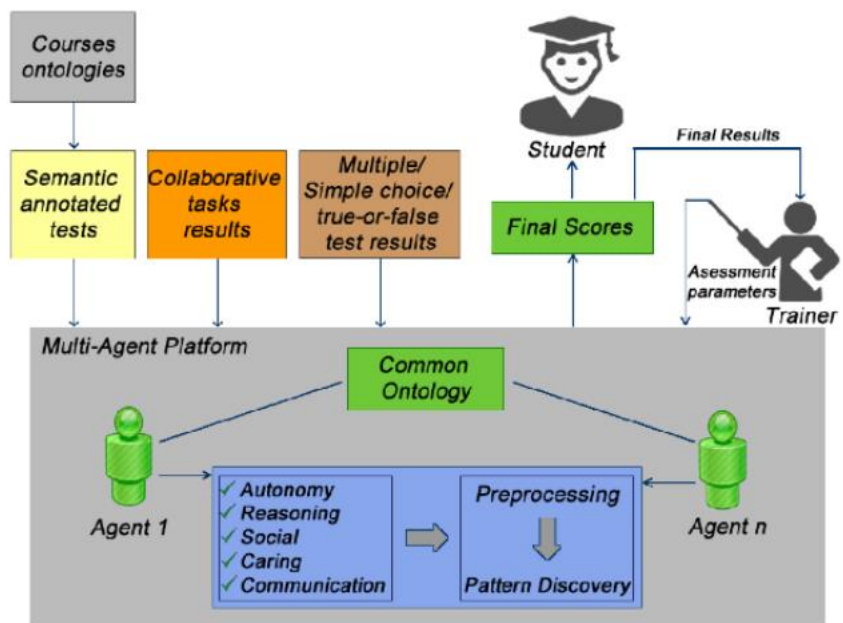 Courses
ontologies
Semantic
annotated
tests
Collaborative
tasks
results
Multiple/
Simple choice/
true-or-false
test results
Student
Final Results
Final Scores
Asessment
parameters
Trainer
Multi-Agent Platform
Common
Ontology
Agent 1
Autonomy
Reasoning
Social
Caring
Communication
Preprocessing
Pattern Discovery
Agent n